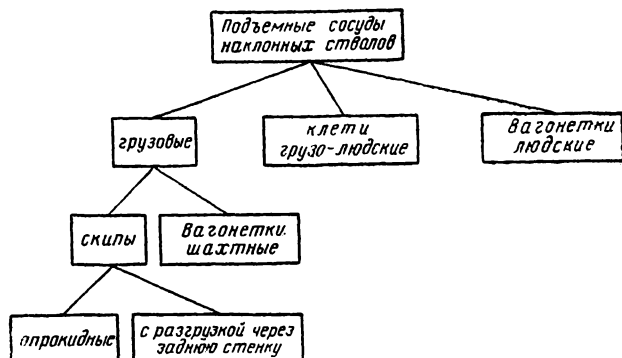 Подъемные сосуды
наклонных стволов
грузовые
клети
грузо-людские
Вагонетки
людские
скипы
Вагонетки
шахтные
опрокидные
с разгрузкой через
заднюю стенку